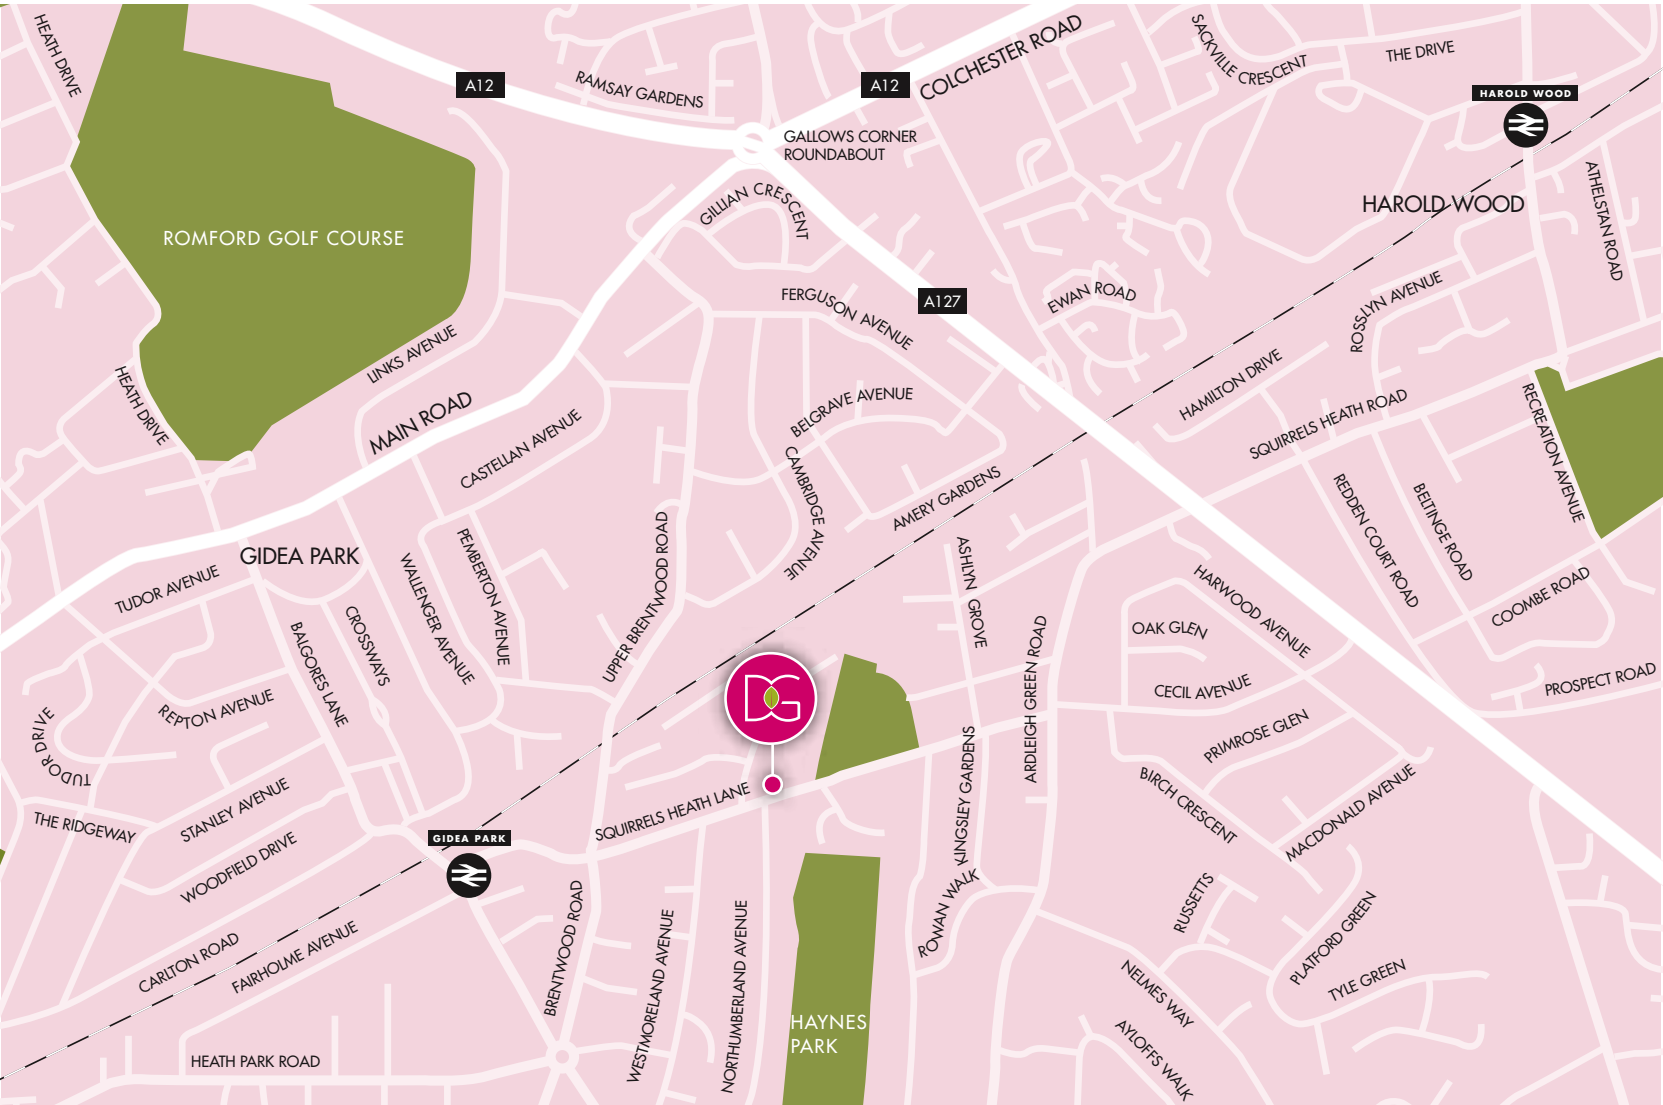 HEATH DRIVE
A12
RAMSAY GARDENS
A12
COLCHESTER ROAD
SACKVILLE CRESCENT
THE DRIVE
HAROLD WOOD
GALLOWS CORNER
ROUNDABOUT
GILLIAN CRESCENT
HAROLD WOOD
ATHELSTAN ROAD
ROMFORD GOLF COURSE
EWAN ROAD
FERGUSON AVENUE
A127
ROSSLYN AVENUE
LINKS AVENUE
HEATH DRIVE
MAIN ROAD
CASTELLAN AVENUE
BELGRAVE AVENUE
HAMILTON DRIVE
SQUIRRELS HEATH ROAD
RECREATION AVENUE
CAMBRIDGE AVENUE
AMERY GARDENS
REDDEN COURT ROAD
BELTINGE ROAD
GIDEA PARK
TUDOR AVENUE
WALLENGER AVENUE
PEMBERTON AVENUE
UPPER BRENTWOOD ROAD
ASHLYN GROVE
HARWOOD AVENUE
COOMBE ROAD
CROSSWAYS
BALGORES LANE
ARDLEIGH GREEN ROAD
OAK GLEN
CECIL AVENUE
PROSPECT ROAD
REPTON AVENUE
TUDOR DRIVE
DG
PRIMROSE GLEN
KINGSLEY GARDENS
BIRCH CRESCENT
MACDONALD AVENUE
THE RIDGEWAY
STANLEY AVENUE
SQUIRRELS HEATH LANE
GIDEA PARK
WOODFIELD DRIVE
ROWAN WALK
RUSSETTS
PLATFORD GREEN
BRENTWOOD ROAD
WESTMORELAND AVENUE
NORTHUMBERLAND AVENUE
CARLTON ROAD
FAIRHOLME AVENUE
NELMES WAY
TYLE GREEN
HAYNES
PARK
AYLOFFS WALK
HEATH PARK ROAD